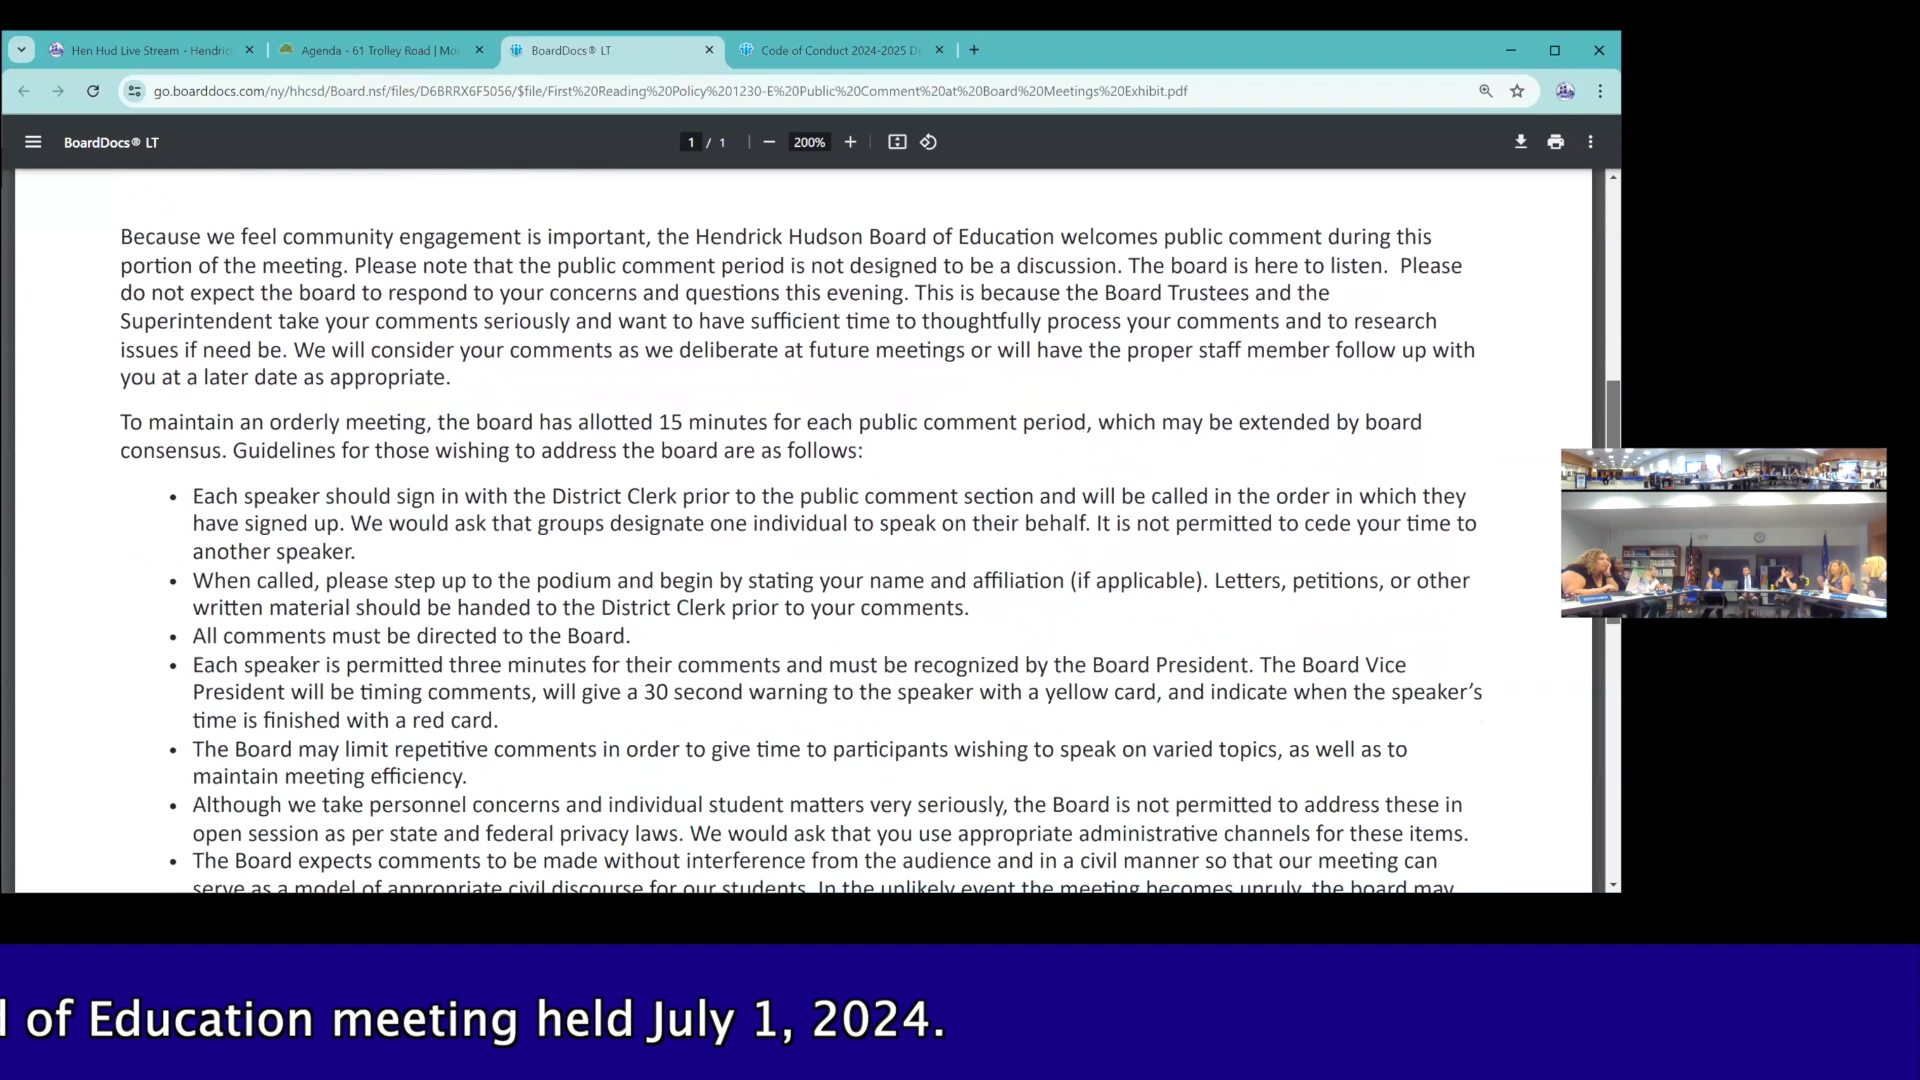 Hen Hud Live Stream - Hendric
Agenda - 61 Trolley Road | Mo
BoardDocs® LT
Code of Conduct 2024-2025 D
go.boarddocs.com/ny/hhcsd/Board.nsf/files/D6BRRX6F5056/$file/First%20Reading%20Policy%201230-E%20Public%20Comment%20at%20Board%20Meetings%20Exhibit.pdf
BoardDocs® LT
1 / 1
200%
Because we feel community engagement is important, the Hendrick Hudson Board of Education welcomes public comment during this
portion of the meeting. Please note that the public comment period is not designed to be a discussion. The board is here to listen.  Please
do not expect the board to respond to your concerns and questions this evening. This is because the Board Trustees and the
Superintendent take your comments seriously and want to have sufficient time to thoughtfully process your comments and to research
issues if need be. We will consider your comments as we deliberate at future meetings or will have the proper staff member follow up with
you at a later date as appropriate.
To maintain an orderly meeting, the board has allotted 15 minutes for each public comment period, which may be extended by board
consensus. Guidelines for those wishing to address the board are as follows:
• Each speaker should sign in with the District Clerk prior to the public comment section and will be called in the order in which they
have signed up. We would ask that groups designate one individual to speak on their behalf. It is not permitted to cede your time to
another speaker.
• When called, please step up to the podium and begin by stating your name and affiliation (if applicable). Letters, petitions, or other
written material should be handed to the District Clerk prior to your comments.
• All comments must be directed to the Board.
• Each speaker is permitted three minutes for their comments and must be recognized by the Board President. The Board Vice
President will be timing comments, will give a 30 second warning to the speaker with a yellow card, and indicate when the speaker's
time is finished with a red card.
• The Board may limit repetitive comments in order to give time to participants wishing to speak on varied topics, as well as to
maintain meeting efficiency.
• Although we take personnel concerns and individual student matters very seriously, the Board is not permitted to address these in
open session as per state and federal privacy laws. We would ask that you use appropriate administrative channels for these items.
• The Board expects comments to be made without interference from the audience and in a civil manner so that our meeting can
serve as a model of appropriate civil discourse for our students. In the unlikely event the meeting becomes unruly, the board may
d of Education meeting held July 1, 2024.